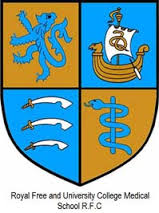 Royal Free and University College Medical
School R.F.C